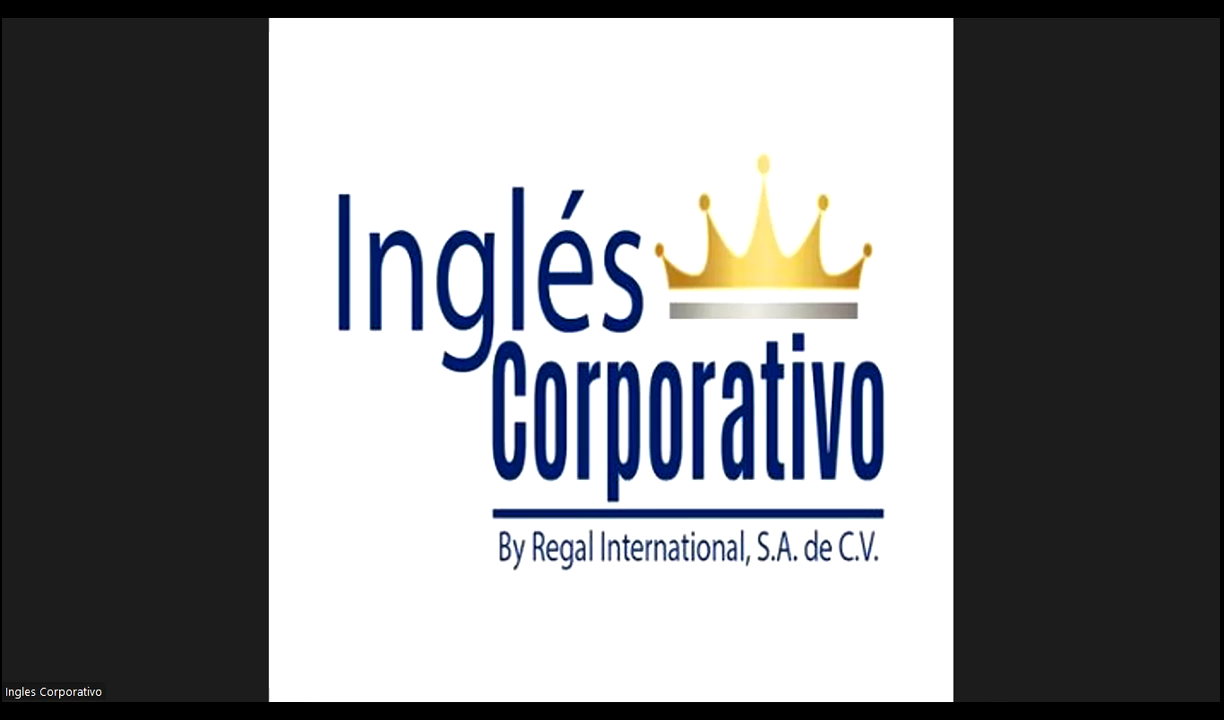 Inglés
Corporativo
By Regal International, S.A. de C.V.
Ingles Corporativo